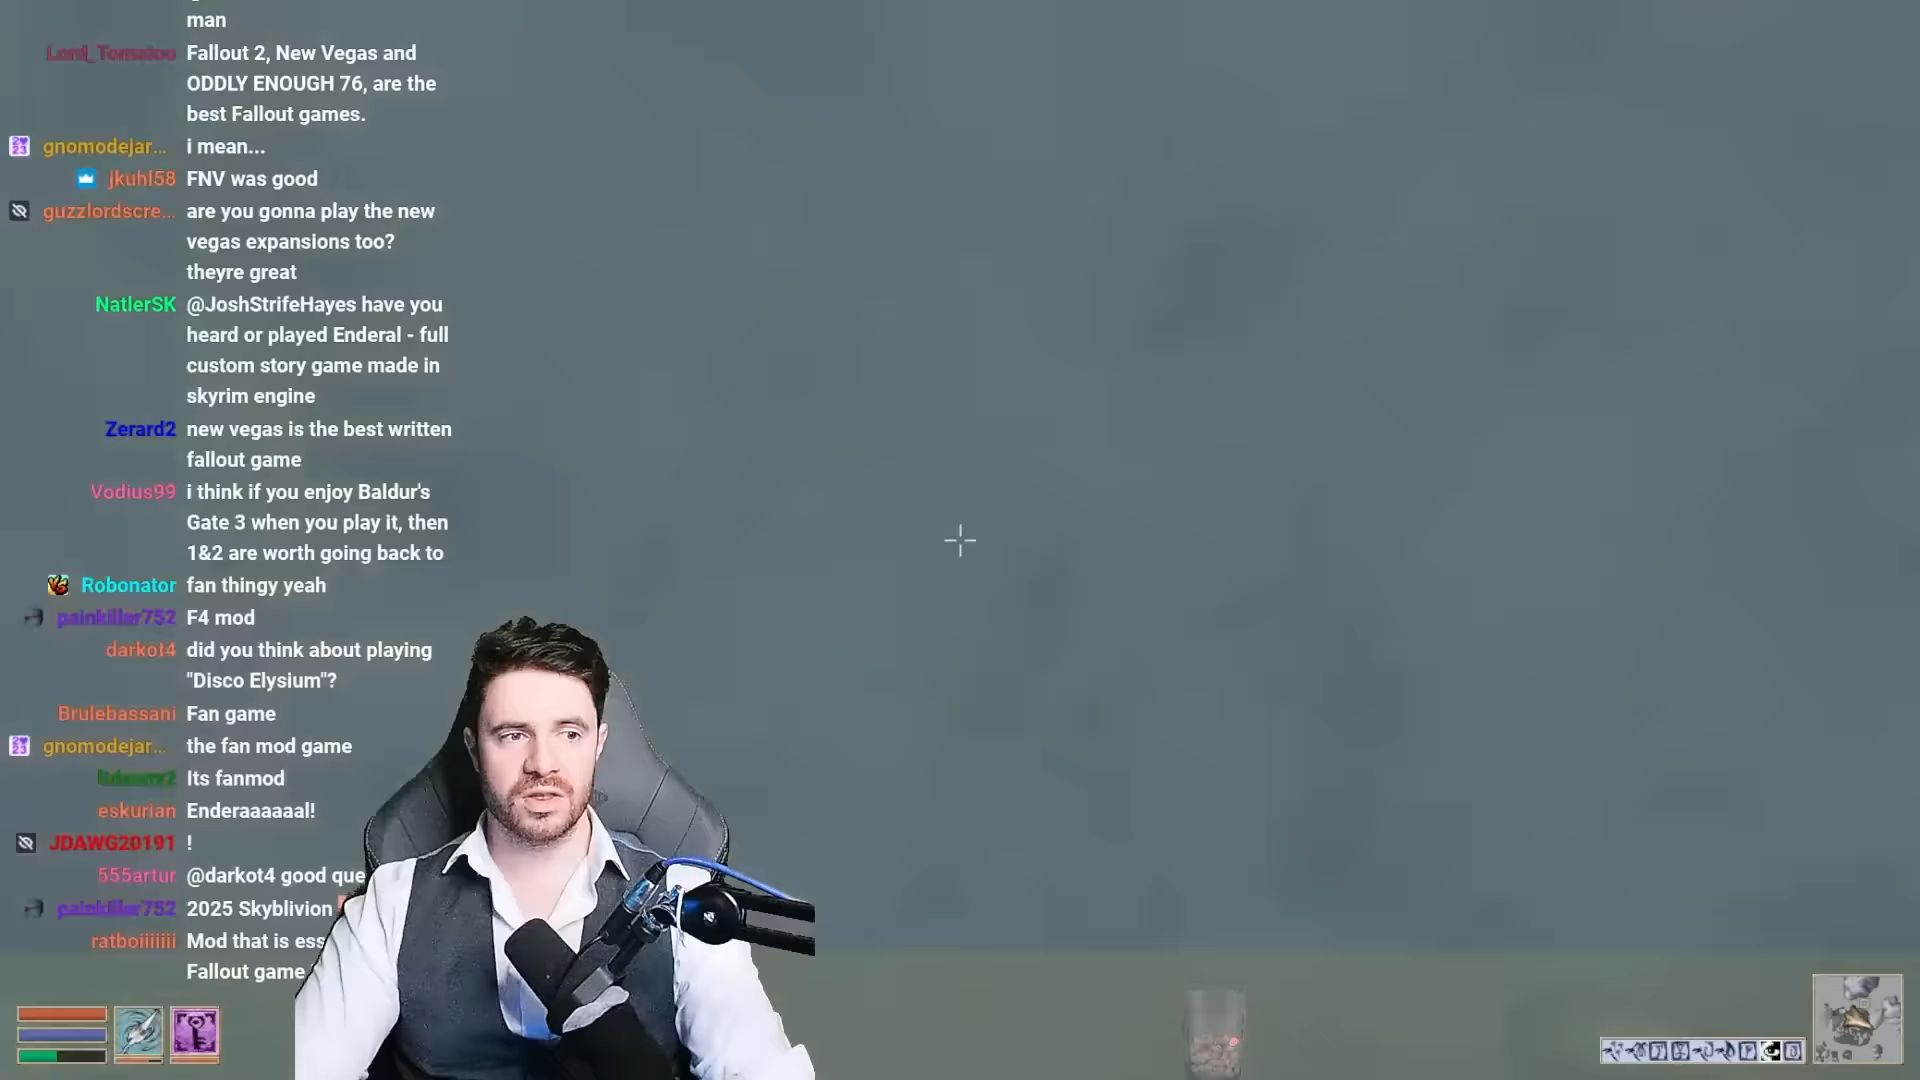 man
Lord_Tomatoo Fallout 2, New Vegas and
ODDLY ENOUGH 76, are the
best Fallout games.
gnomodejar... i mean...
jkuhl58 FNV was good
guzzlordscre... are you gonna play the new
vegas expansions too?
theyre great
NatlerSK @JoshStrifeHayes have you
heard or played Enderal - full
custom story game made in
skyrim engine
Zerard2 new vegas is the best written
fallout game
Vodius99 i think if you enjoy Baldur's
Gate 3 when you play it, then
1&2 are worth going back to
Robonator fan thingy yeah
painkiller752 F4 mod
darkot4 did you think about playing
"Disco Elysium"?
Brulebassani Fan game
gnomodejar... the fan mod game
Its fanmod
eskurian Enderaaaaaal!
JDAWG20191 !
555artur @darkot4 good que
painkiller752 2025 Skyblivion
ratboiiiiiii Mod that is ess
Fallout game